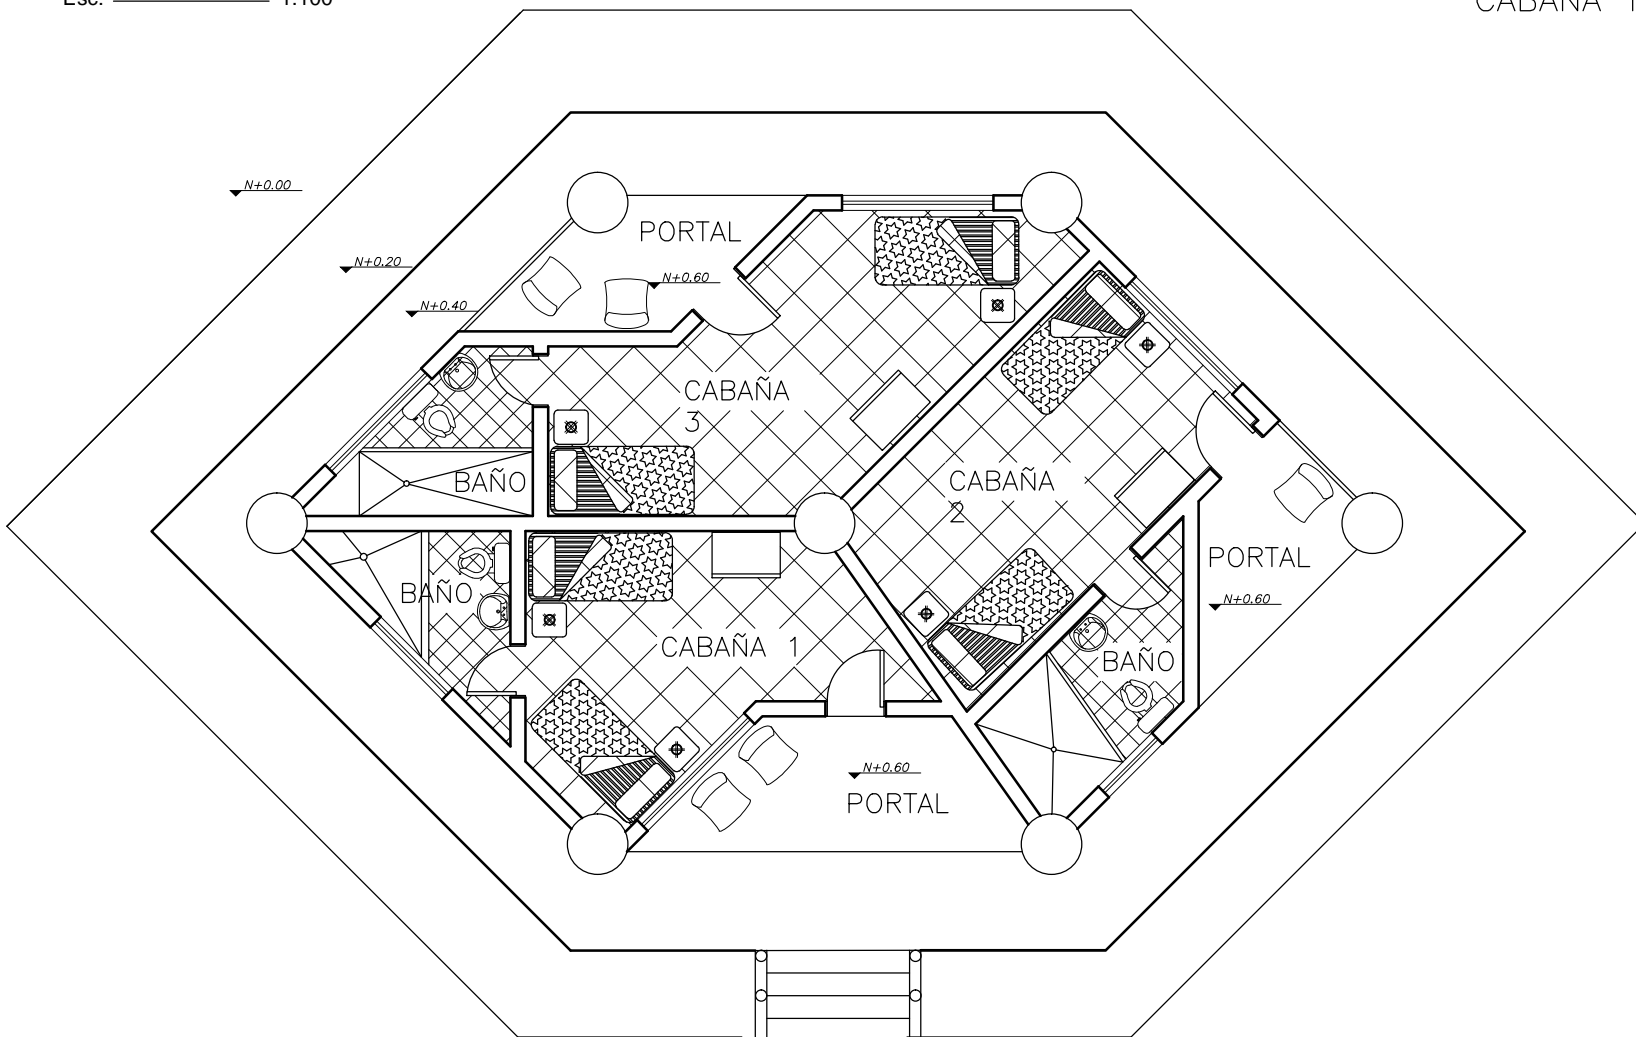 Esc. 1:100
CABAÑA 1
N+0.00
PORTAL
N+0.20
N+0.60
N+0.40
CABAÑA
3
BAÑO
CABAÑA
2
PORTAL
BAÑO
N+0.60
CABAÑA 1
BAÑO
N+0.60
PORTAL